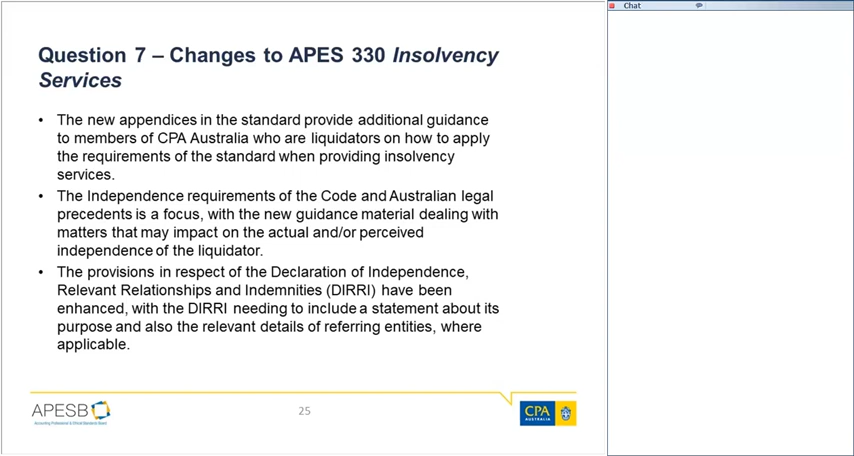 Chat
Question 7 – Changes to APES 330 Insolvency
Services
• The new appendices in the standard provide additional guidance
to members of CPA Australia who are liquidators on how to apply
the requirements of the standard when providing insolvency
services.
• The Independence requirements of the Code and Australian legal
precedents is a focus, with the new guidance material dealing with
matters that may impact on the actual and/or perceived
independence of the liquidator.
• The provisions in respect of the Declaration of Independence,
Relevant Relationships and Indemnities (DIRRI) have been
enhanced, with the DIRRI needing to include a statement about its
purpose and also the relevant details of referring entities, where
applicable.
APESB
Accounting Professional & Ethical Standards Board
25
CPA
AUSTRALIA